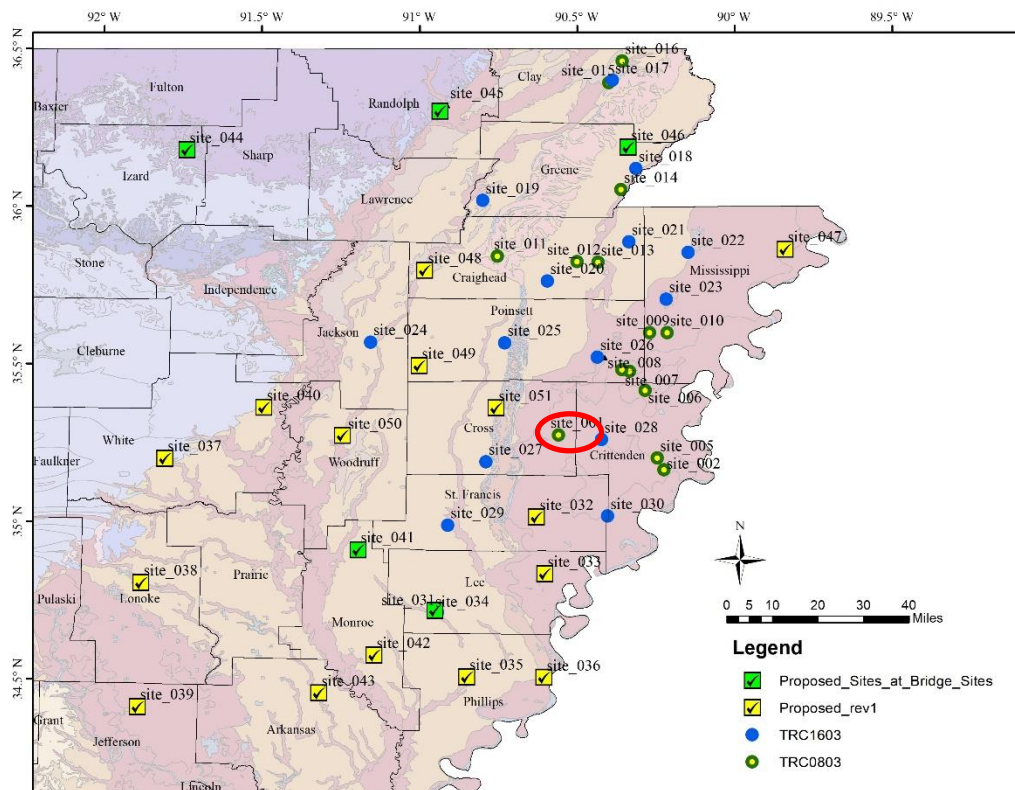 92° W
91.5° W
91° W
90.5° W
90° W
89.5° W
36.5° N
36° N
35.5° N
35° N
34.5° N
site_016
site_015
site_017
Clay
Fulton
Baxter
Randolph
site_045
site_044
site_046
Sharp
Izard
site_018
Greene
site_014
site_019
Lawrence
site_021
site_022
site_047
site_011
site_012
site_013
site_048
Stone
Mississippi
Craighead
site_020
Independence
site_023
Poinsett
site_009
site_010
Jackson
site_024
site_025
Cleburne
site_026
site_049
site_008
site_007
site_006
site_040
site_051
site_050
Cross
site_028
White
site_037
Crittenden
site_005
Woodruff
site_027
site_002
Faulkner
St. Francis
site_032
site_030
site_029
site_041
N
Prairie
site_038
site_033
Lee
Pulaski
Lonoke
site_031
site_034
Monroe
0 5 10 20 30 40
Miles
site_042
Legend
site_035
site_036
Proposed_Sites_at_Bridge_Sites
site_043
site_039
Phillips
Proposed_rev1
Grant
Arkansas
TRC1603
Jefferson
TRC0803
Lincoln